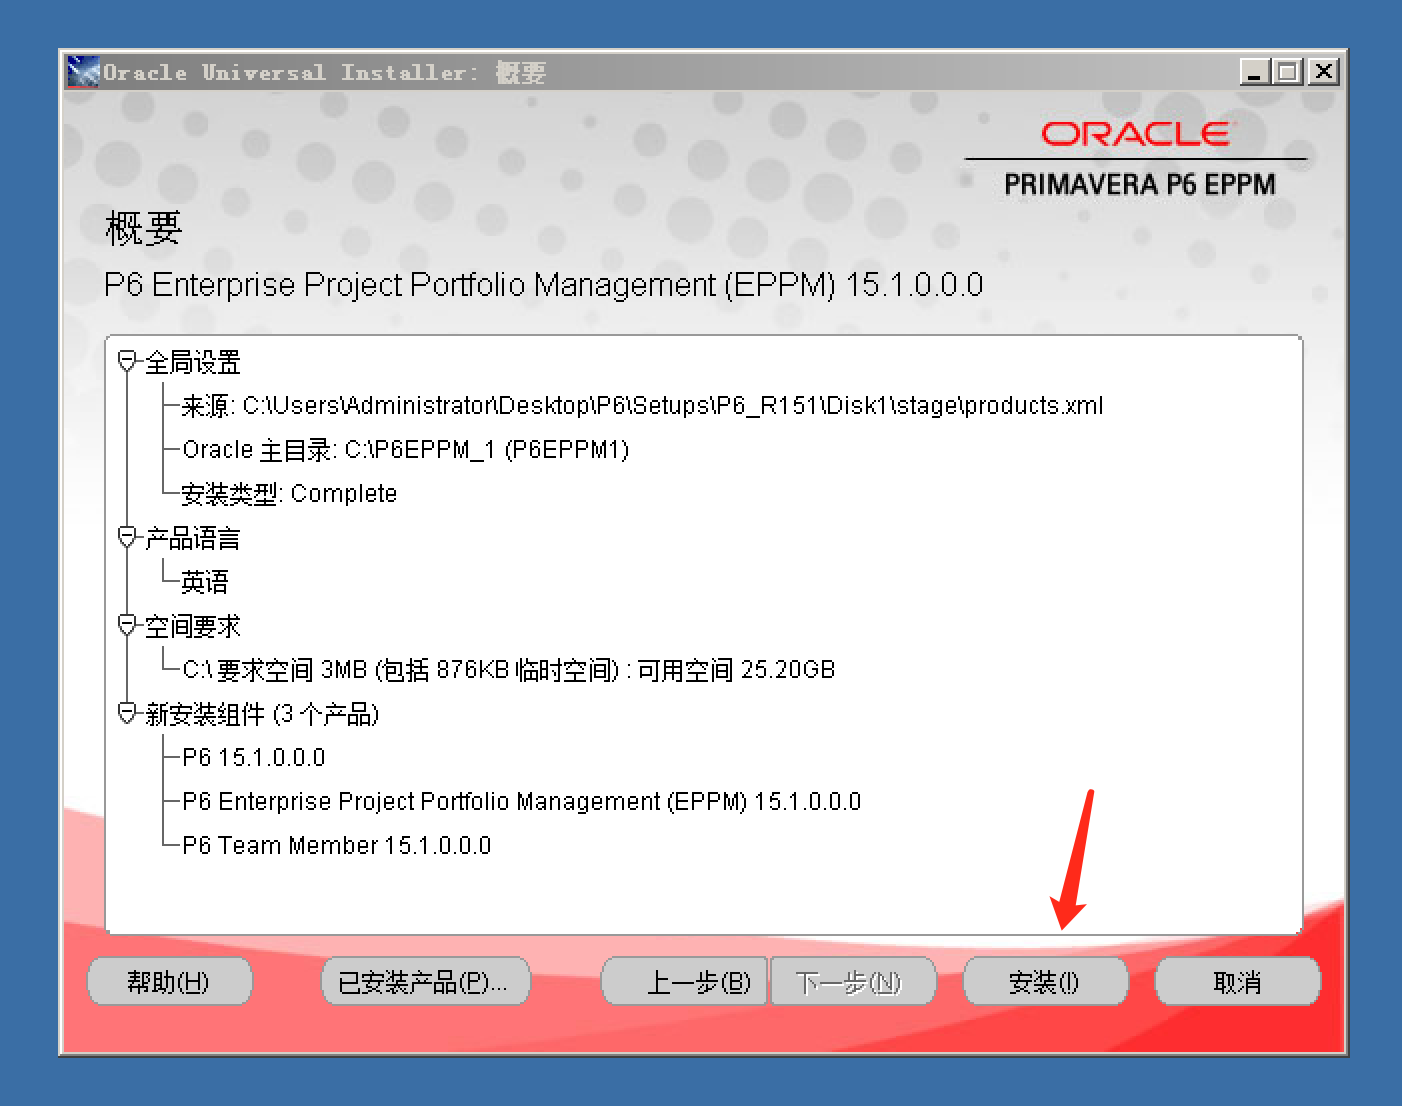 Oracle Universal Installer: 概要
ORACLE
PRIMAVERA P6 EPPM
概要
P6 Enterprise Project Portfolio Management (EPPM) 15.1.0.0.0
全局设置
来源: C:\Users\Administrator\Desktop\P6\Setups\P6_R151\Disk1\stage\products.xml
Oracle 主目录: C:\P6EPPM_1 (P6EPPM1)
安装类型: Complete
产品语言
英语
空间要求
C:\ 要求空间 3MB (包括 876KB 临时空间) : 可用空间 25.20GB
新安装组件 (3 个产品)
P6 15.1.0.0.0
P6 Enterprise Project Portfolio Management (EPPM) 15.1.0.0.0
P6 Team Member 15.1.0.0.0
帮助(H) 已安装产品(P)... 上一步(B) 下一步(N) 安装(I) 取消